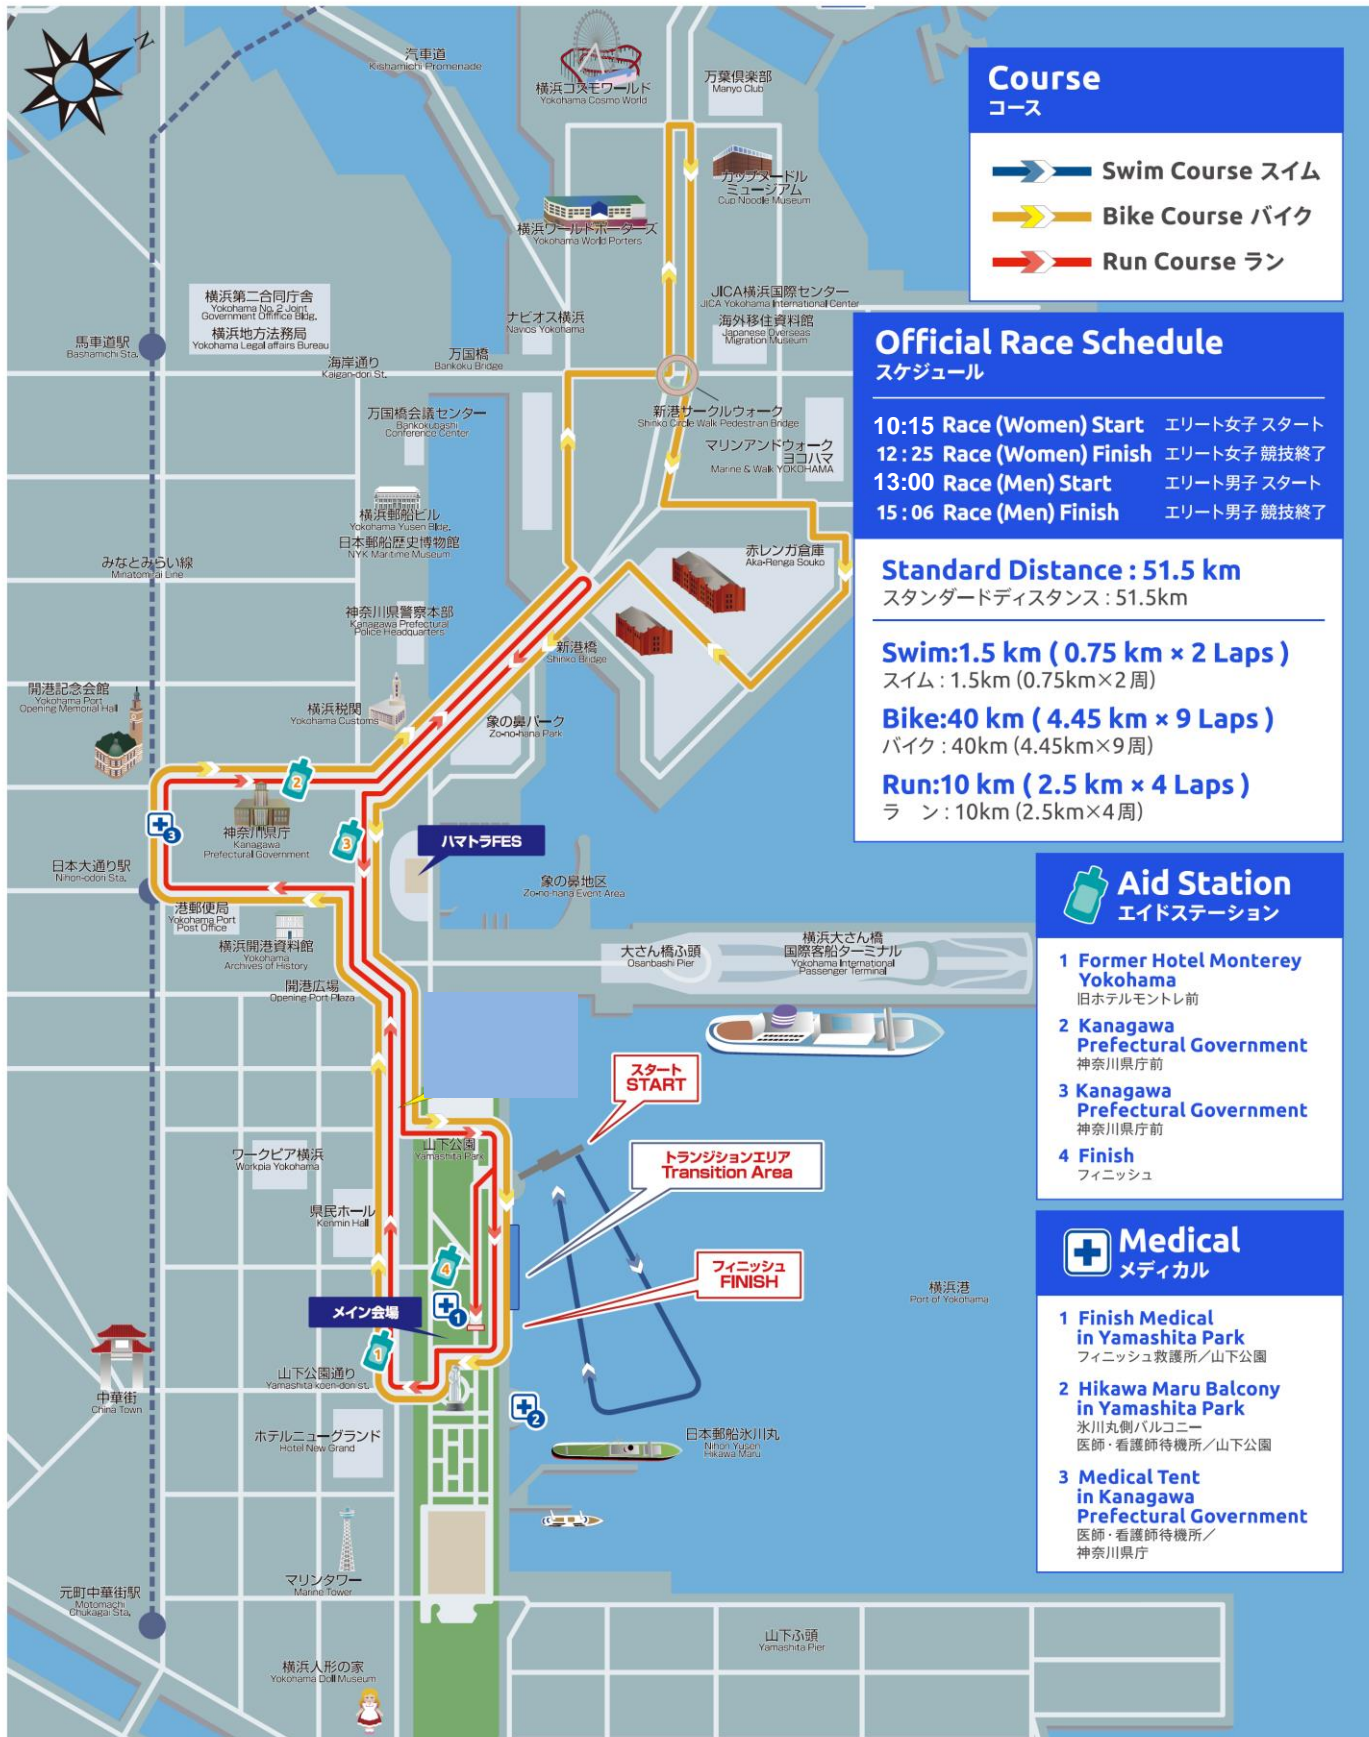 N
汽車道
Kishamichi Promenade
横浜コスモワールド
Yokohama Cosmo World
万葉倶楽部
Manyo Club
カップヌードル
ミュージアム
Cup Noodle Museum
横浜ワールドポーターズ
Yokohama World Porters
横浜第二合同庁舎
Yokohama No. 2 Joint
Government Offiffice Bldg.
横浜地方法務局
Yokohama Legal affairs Bureau
馬車道駅
Bashamichi Sta.
海岸通り
Kaigan-dori St.
万国橋
Bankoku Bridge
ナビオス横浜
Navios Yokohama
JICA横浜国際センター
JICA Yokohama International Center
海外移住資料館
Japanese Overseas
Migration Museum
万国橋会議センター
Bankokubashi
Conference Center
新港サークルウォーク
Shinko Circle Walk Pedestrian Bridge
マリンアンドウォーク
ヨコハマ
Marine & Walk YOKOHAMA
横浜郵船ビル
Yokohama Yusen Bldg.
日本郵船歴史博物館
NYK Maritime Museum
みなとみらい線
Minatomirai Line
赤レンガ倉庫
Aka-Renga Souko
神奈川県警察本部
Kanagawa Prefectural
Police Headquarters
新港橋
Shinko Bridge
開港記念会館
Yokohama Port
Opening Memorial Hall
横浜税関
Yokohama Customs
象の鼻パーク
Zo-no-hana Park
2
3
3
神奈川県庁
Kanagawa
Prefectural Government
ハマトラFES
日本大通り駅
Nihon-odori Sta.
象の鼻地区
Zo-no-hana Event Area
港郵便局
Yokohama Port
Post Office
横浜開港資料館
Yokohama
Archives of History
開港広場
Opening Port Plaza
大さん橋ふ頭
Osanbashi Pier
横浜大さん橋
国際客船ターミナル
Yokohama International
Passenger Terminal
スタート
START
山下公園
Yamashita Park
ワークピア横浜
Workpia Yokohama
トランジションエリア
Transition Area
県民ホール
Kenmin Hall
4
1
フィニッシュ
FINISH
横浜港
Port of Yokohama
メイン会場
1
山下公園通り
Yamashita koen-dori st.
中華街
China Town
2
ホテルニューグランド
Hotel New Grand
日本郵船氷川丸
Nihon Yusen
Hikawa Maru
マリンタワー
Marine Tower
元町中華街駅
Motomachi
Chukagai Sta.
山下ふ頭
Yamashita Pier
横浜人形の家
Yokohama Doll Museum
Course
コース
Swim Course スイム
Bike Course バイク
Run Course ラン
Official Race Schedule
スケジュール
10:15 Race (Women) Start エリート女子 スタート
12:25 Race (Women) Finish エリート女子 競技終了
13:00 Race (Men) Start エリート男子 スタート
15:06 Race (Men) Finish エリート男子 競技終了
Standard Distance : 51.5 km
スタンダードディスタンス : 51.5km
Swim:1.5 km ( 0.75 km × 2 Laps )
スイム : 1.5km (0.75km×2周)
Bike:40 km ( 4.45 km × 9 Laps )
バイク : 40km (4.45km×9周)
Run:10 km ( 2.5 km × 4 Laps )
ラ ン : 10km (2.5km×4周)
Aid Station
エイドステーション
1 Former Hotel Monterey
Yokohama
旧ホテルモントレ前
2 Kanagawa
Prefectural Government
神奈川県庁前
3 Kanagawa
Prefectural Government
神奈川県庁前
4 Finish
フィニッシュ
Medical
メディカル
1 Finish Medical
in Yamashita Park
フィニッシュ救護所／山下公園
2 Hikawa Maru Balcony
in Yamashita Park
氷川丸側バルコニー
医師・看護師待機所／山下公園
3 Medical Tent
in Kanagawa
Prefectural Government
医師・看護師待機所／
神奈川県庁